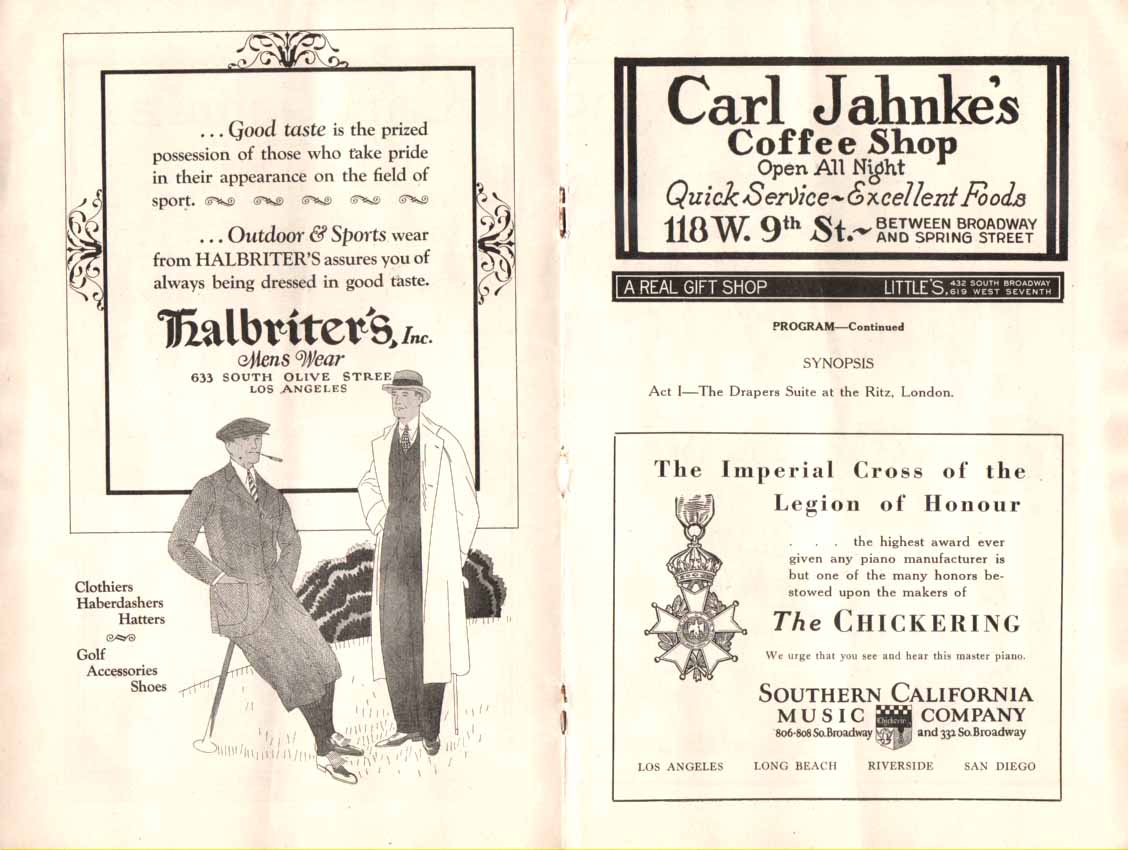 ...Good taste is the prized
possession of those who take pride
in their appearance on the field of
sport.
...Outdoor & Sports wear
from HALBRITER'S assures you of
always being dressed in good taste.
Halbriter's, Inc.
Mens Wear
633 SOUTH OLIVE STREE
LOS ANGELES
Clothiers
Haberdashers
Hatters
Golf
Accessories
Shoes
Carl Jahnke's
Coffee Shop
Open All Night
Quick Service~Excellent Foods
118 W. 9th St.~ BETWEEN BROADWAY
AND SPRING STREET
A REAL GIFT SHOP LITTLE'S, 432 SOUTH BROADWAY
619 WEST SEVENTH
PROGRAM—Continued
SYNOPSIS
Act I—The Drapers Suite at the Ritz, London.
The Imperial Cross of the
Legion of Honour
. . . the highest award ever
given any piano manufacturer is
but one of the many honors be-
stowed upon the makers of
The CHICKERING
We urge that you see and hear this master piano.
SOUTHERN CALIFORNIA
MUSIC COMPANY
806-808 So. Broadway and 332 So. Broadway
LOS ANGELES LONG BEACH RIVERSIDE SAN DIEGO